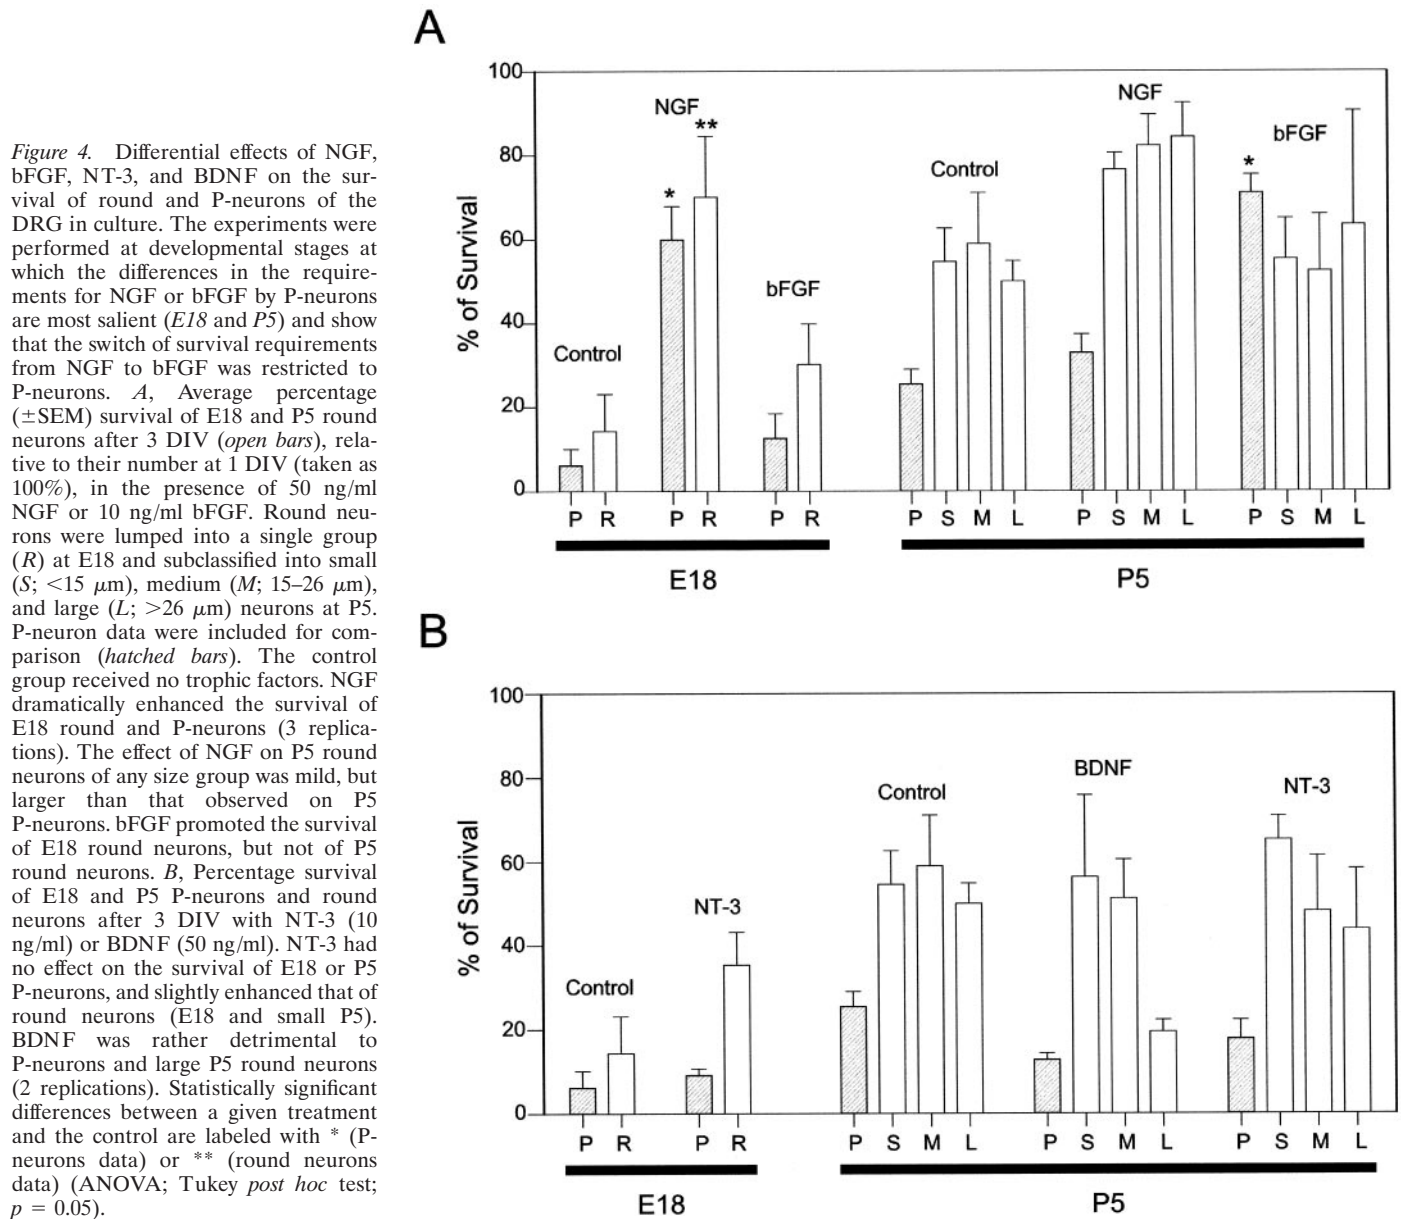 Figure 4. Differential effects of NGF,
bFGF, NT-3, and BDNF on the sur-
vival of round and P-neurons of the
DRG in culture. The experiments were
performed at developmental stages at
which the differences in the require-
ments for NGF or bFGF by P-neurons
are most salient (E18 and P5) and show
that the switch of survival requirements
from NGF to bFGF was restricted to
P-neurons. A, Average percentage
(±SEM) survival of E18 and P5 round
neurons after 3 DIV (open bars), rela-
tive to their number at 1 DIV (taken as
100%), in the presence of 50 ng/ml
NGF or 10 ng/ml bFGF. Round neu-
rons were lumped into a single group
(R) at E18 and subclassified into small
(S; <15 μm), medium (M; 15–26 μm),
and large (L; >26 μm) neurons at P5.
P-neuron data were included for com-
parison (hatched bars). The control
group received no trophic factors. NGF
dramatically enhanced the survival of
E18 round and P-neurons (3 replica-
tions). The effect of NGF on P5 round
neurons of any size group was mild, but
larger than that observed on P5
P-neurons. bFGF promoted the survival
of E18 round neurons, but not of P5
round neurons. B, Percentage survival
of E18 and P5 P-neurons and round
neurons after 3 DIV with NT-3 (10
ng/ml) or BDNF (50 ng/ml). NT-3 had
no effect on the survival of E18 or P5
P-neurons, and slightly enhanced that of
round neurons (E18 and small P5).
BDNF was rather detrimental to
P-neurons and large P5 round neurons
(2 replications). Statistically significant
differences between a given treatment
and the control are labeled with * (P-
neurons data) or ** (round neurons
data) (ANOVA; Tukey post hoc test;
p = 0.05).
A
% of Survival
100
80
60
40
20
0
Control
NGF
* **
bFGF
Control
NGF
bFGF
*
P R P R P R P S M L P S M L P S M L
E18 P5
B
% of Survival
100
80
60
40
20
0
Control
NT-3
Control
BDNF
NT-3
P R P R P S M L P S M L P S M L
E18 P5